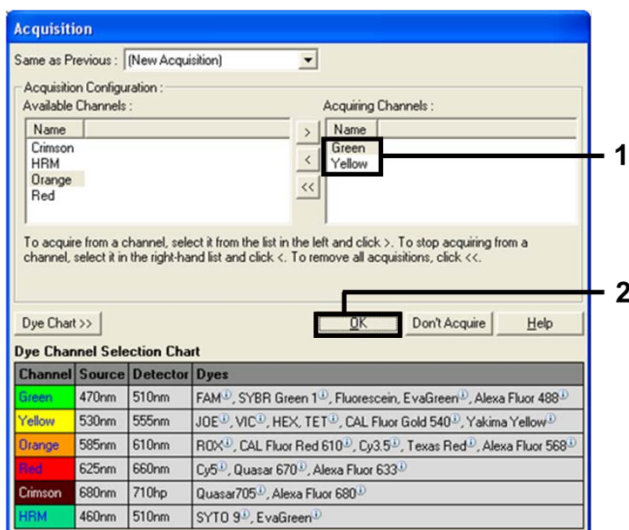 Acquisition
Same as Previous : (New Acquisition)
Acquisition Configuration :
Available Channels :
Acquiring Channels :
Name
Name
Crimson
HRM
Orange
Red
>
<
<<
Green
Yellow
1
To acquire from a channel, select it from the list in the left and click >. To stop acquiring from a
channel, select it in the right-hand list and click <. To remove all acquisitions, click <<.
2
Dye Chart >> OK Don't Acquire Help
Dye Channel Selection Chart
Channel Source Detector Dyes
Green 470nm 510nm FAM, SYBR Green 1, Fluorescein, EvaGreen, Alexa Fluor 488
Yellow 530nm 555nm JOE, VIC, HEX, TET, CAL Fluor Gold 540, Yakima Yellow
Orange 585nm 610nm ROX, CAL Fluor Red 610, Cy3.5, Texas Red, Alexa Fluor 568
Red 625nm 660nm Cy5, Quasar 670, Alexa Fluor 633
Crimson 680nm 710hp Quasar705, Alexa Fluor 680
HRM 460nm 510nm SYTO 9, EvaGreen